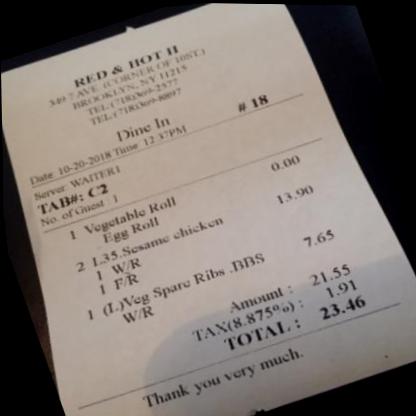 RED & HOT II
349 7 AVE (CORNER OF 10ST.)
BROOKLYN, NY 11215
TEL:(718)369-2577
TEL:(718)369-8097
Dine In # 18
Date: 10-20-2018 Time: 12:37PM
Server: WAITER1
TAB#: C2
No. of Guest : 1
1 Vegetable Roll 0.00
Egg Roll
2 L35.Sesame chicken 13.90
1 W/R
1 F/R
1 (L)Veg Spare Ribs .BBS 7.65
W/R
Amount : 21.55
TAX(8.875%) : 1.91
TOTAL : 23.46
Thank you very much.